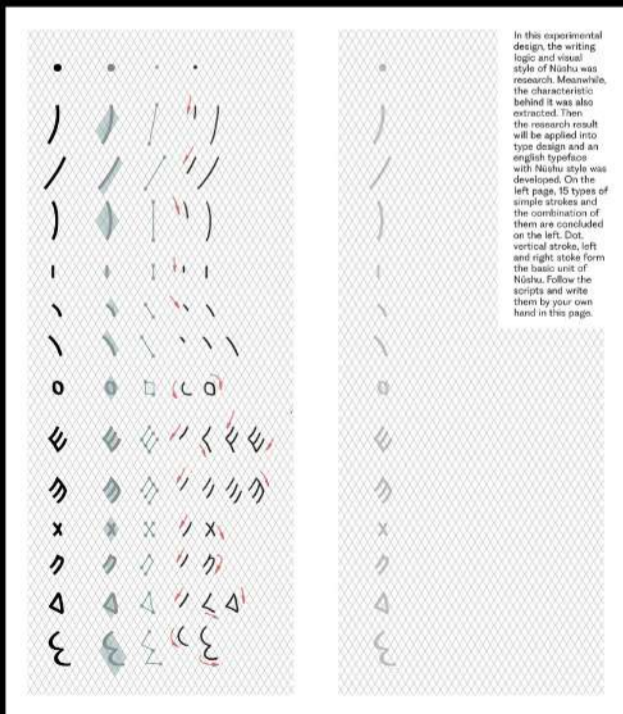 In this experimental
design, the writing
logic and visual
style of Nüshu was
research. Meanwhile,
the characteristic
behind it was also
extracted. Then
the research result
will be applied into
type design and an
english typeface
with Nüshu style was
developed. On the
left page, 15 types of
simple strokes and
the combination of
them are concluded
on the left. Dot,
vertical stroke, left
and right stoke form
the basic unit of
Nüshu. Follow the
scripts and write
them by your own
hand in this page.